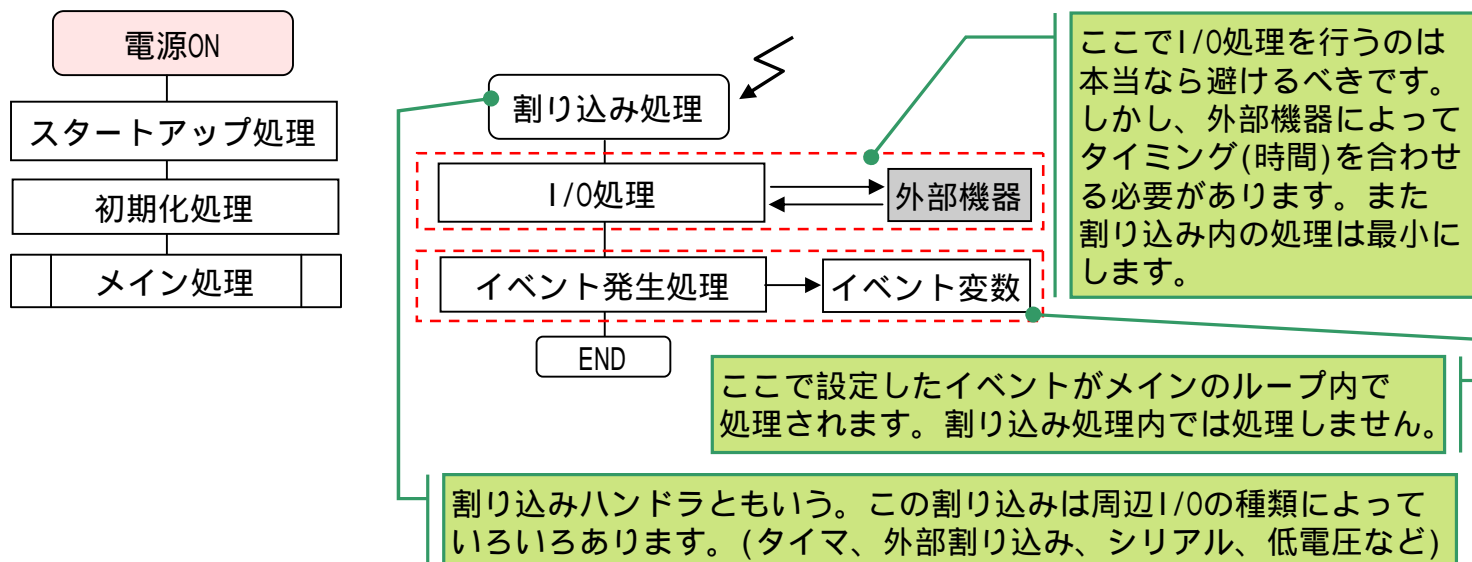 電源ON
スタートアップ処理
初期化処理
メイン処理
割り込み処理
I/O処理
外部機器
イベント発生処理
イベント変数
END
ここでI/O処理を行うのは
本当なら避けるべきです。
しかし、外部機器によって
タイミング(時間)を合わせ
る必要があります。また
割り込み内の処理は最小に
します。
ここで設定したイベントがメインのループ内で
処理されます。割り込み処理内では処理しません。
割り込みハンドラともいう。この割り込みは周辺I/Oの種類によって
いろいろあります。(タイマ、外部割り込み、シリアル、低電圧など)